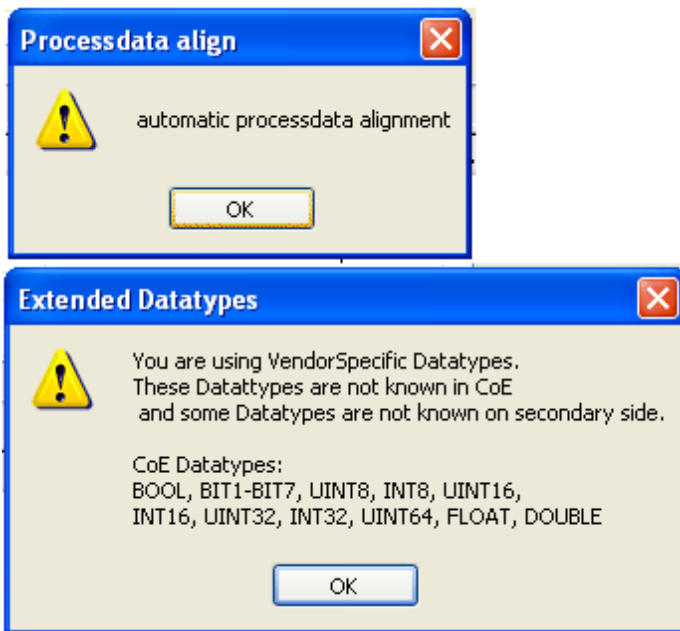 Processdata align
automatic processdata alignment
OK
Extended Datatypes
You are using VendorSpecific Datatypes.
These Datattypes are not known in CoE
and some Datatypes are not known on secondary side.
CoE Datatypes:
BOOL, BIT1-BIT7, UINT8, INT8, UINT16,
INT16, UINT32, INT32, UINT64, FLOAT, DOUBLE
OK